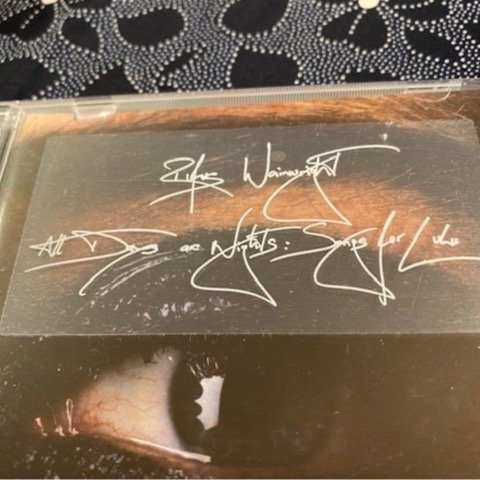 Rufus Wainwright
All Days are Nights: Songs for Lulu